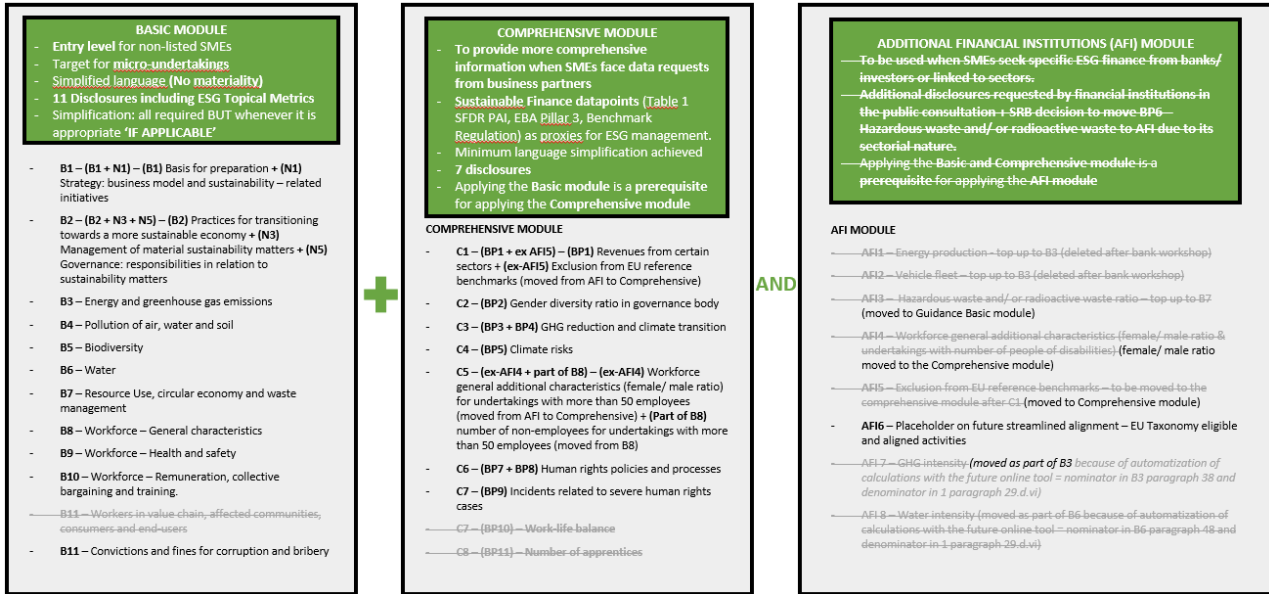 BASIC MODULE
- Entry level for non-listed SMEs
- Target for micro-undertakings
- Simplified language (No materiality)
- 11 Disclosures including ESG Topical Metrics
- Simplification: all required BUT whenever it is
appropriate ‘IF APPLICABLE’
- B1 – (B1 + N1) – (B1) Basis for preparation + (N1)
Strategy: business model and sustainability – related
initiatives
- B2 – (B2 + N3 + N5) – (B2) Practices for transitioning
towards a more sustainable economy + (N3)
Management of material sustainability matters + (N5)
Governance: responsibilities in relation to
sustainability matters
- B3 – Energy and greenhouse gas emissions
- B4 – Pollution of air, water and soil
- B5 – Biodiversity
- B6 – Water
- B7 – Resource Use, circular economy and waste
management
- B8 – Workforce – General characteristics
- B9 – Workforce – Health and safety
- B10 – Workforce – Remuneration, collective
bargaining and training.
- B11 – Workers in value chain, affected communities,
consumers and end-users
- B11 – Convictions and fines for corruption and bribery
+
COMPREHENSIVE MODULE
- To provide more comprehensive
information when SMEs face data requests
from business partners
- Sustainable Finance datapoints (Table 1
SFDR PAI, EBA Pillar 3, Benchmark
Regulation) as proxies for ESG management.
- Minimum language simplification achieved
- 7 disclosures
- Applying the Basic module is a prerequisite
for applying the Comprehensive module
COMPREHENSIVE MODULE
- C1 – (BP1 + ex AFI5) – (BP1) Revenues from certain
sectors + (ex-AFI5) Exclusion from EU reference
benchmarks (moved from AFI to Comprehensive)
- C2 – (BP2) Gender diversity ratio in governance body
- C3 – (BP3 + BP4) GHG reduction and climate transition
- C4 – (BP5) Climate risks
- C5 – (ex-AFI4 + part of B8) – (ex-AFI4) Workforce
general additional characteristics (female/ male ratio)
for undertakings with more than 50 employees
(moved from AFI to Comprehensive) + (Part of B8)
number of non-employees for undertakings with more
than 50 employees (moved from B8)
- C6 – (BP7 + BP8) Human rights policies and processes
- C7 – (BP9) Incidents related to severe human rights
cases
- C7 – (BP10) – Work-life balance
- C8 – (BP11) – Number of apprentices
AND
ADDITIONAL FINANCIAL INSTITUTIONS (AFI) MODULE
- To be used when SMEs seek specific ESG finance from banks/
investors or linked to sectors.
- Additional disclosures requested by financial institutions in
the public consultation + SRB decision to move BP6 –
Hazardous waste and/ or radioactive waste to AFI due to its
sectorial nature.
- Applying the Basic and Comprehensive module is a
prerequisite for applying the AFI module
AFI MODULE
- AFI1 – Energy production - top up to B3 (deleted after bank workshop)
- AFI2 – Vehicle fleet – top up to B3 (deleted after bank workshop)
- AFI3 – Hazardous waste and/ or radioactive waste ratio – top up to B7
(moved to Guidance Basic module)
- AFI4 – Workforce general additional characteristics (female/ male ratio &
undertakings with number of people of disabilities) (female/ male ratio
moved to the Comprehensive module)
- AFI5 – Exclusion from EU reference benchmarks – to be moved to the
comprehensive module after C1 (moved to Comprehensive module)
- AFI6 – Placeholder on future streamlined alignment – EU Taxonomy eligible
and aligned activities
- AFI 7 – GHG intensity (moved as part of B3 because of automatization of
calculations with the future online tool = nominator in B3 paragraph 38 and
denominator in 1 paragraph 29.d.vi)
- AFI 8 – Water intensity (moved as part of B6 because of automatization of
calculations with the future online tool = nominator in B6 paragraph 48 and
denominator in 1 paragraph 29.d.vi)